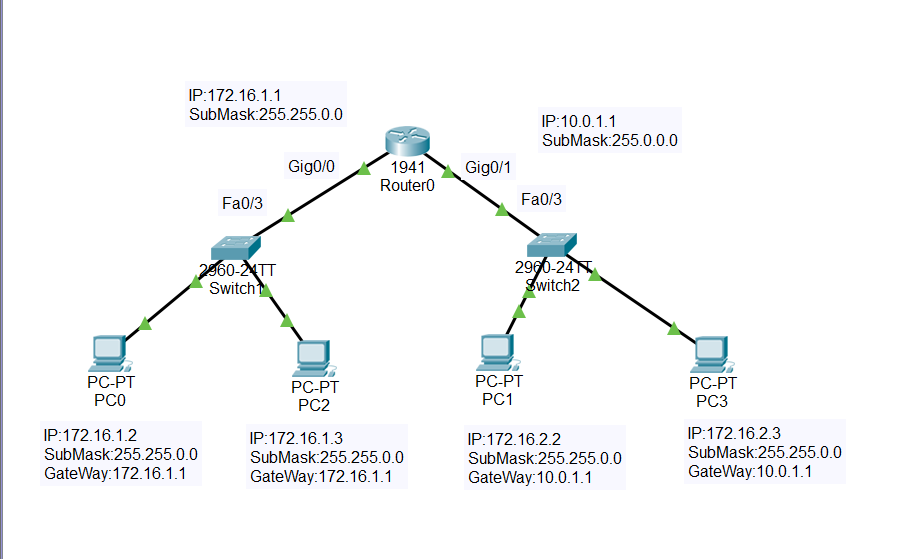 IP:172.16.1.1
SubMask:255.255.0.0
IP:10.0.1.1
SubMask:255.0.0.0
Gig0/0
1941
Router0
Gig0/1
Fa0/3
Fa0/3
2960-24TT
Switch1
2960-24TT
Switch2
PC-PT
PC0
PC-PT
PC2
PC-PT
PC1
PC-PT
PC3
IP:172.16.1.2
SubMask:255.255.0.0
GateWay:172.16.1.1
IP:172.16.1.3
SubMask:255.255.0.0
GateWay:172.16.1.1
IP:172.16.2.2
SubMask:255.255.0.0
GateWay:10.0.1.1
IP:172.16.2.3
SubMask:255.255.0.0
GateWay:10.0.1.1